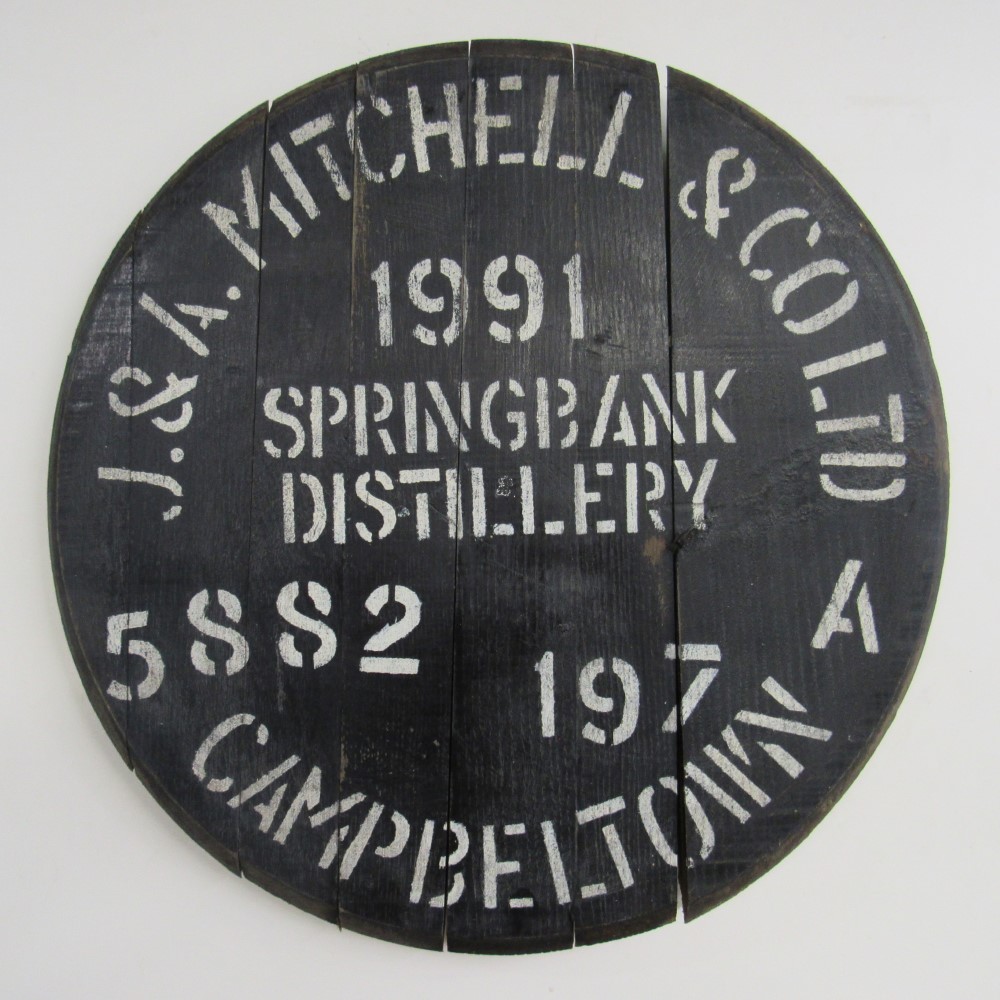 J. & A. MITCHELL & CO LTD
1991
SPRINGBANK
DISTILLERY
5882
197
A
CAMPBELTOWN